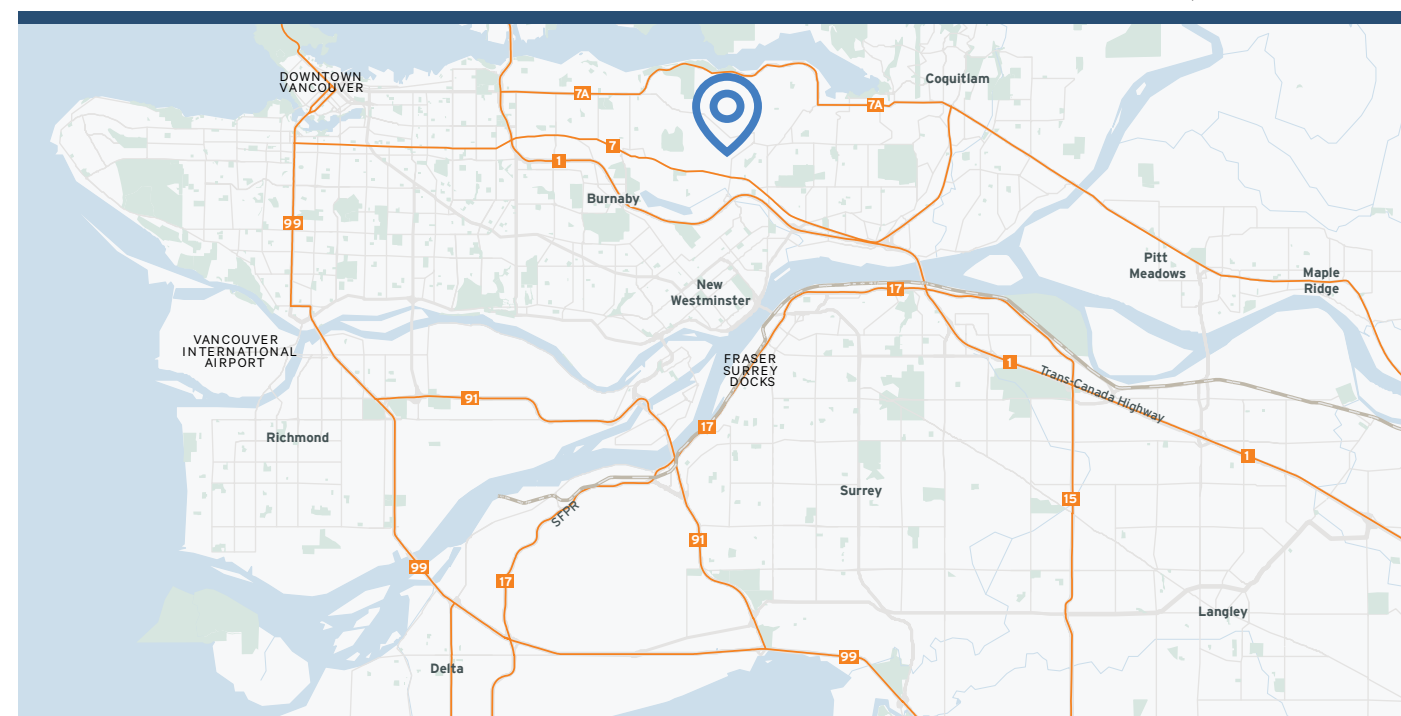 DOWNTOWN
VANCOUVER
Coquitlam
7A
7A
7
1
Burnaby
99
Pitt
Meadows
Maple
Ridge
New
Westminster
17
VANCOUVER
INTERNATIONAL
AIRPORT
FRASER
SURREY
DOCKS
1
Trans-Canada Highway
91
17
Richmond
1
Surrey
15
SFPR
91
99
17
Langley
99
Delta